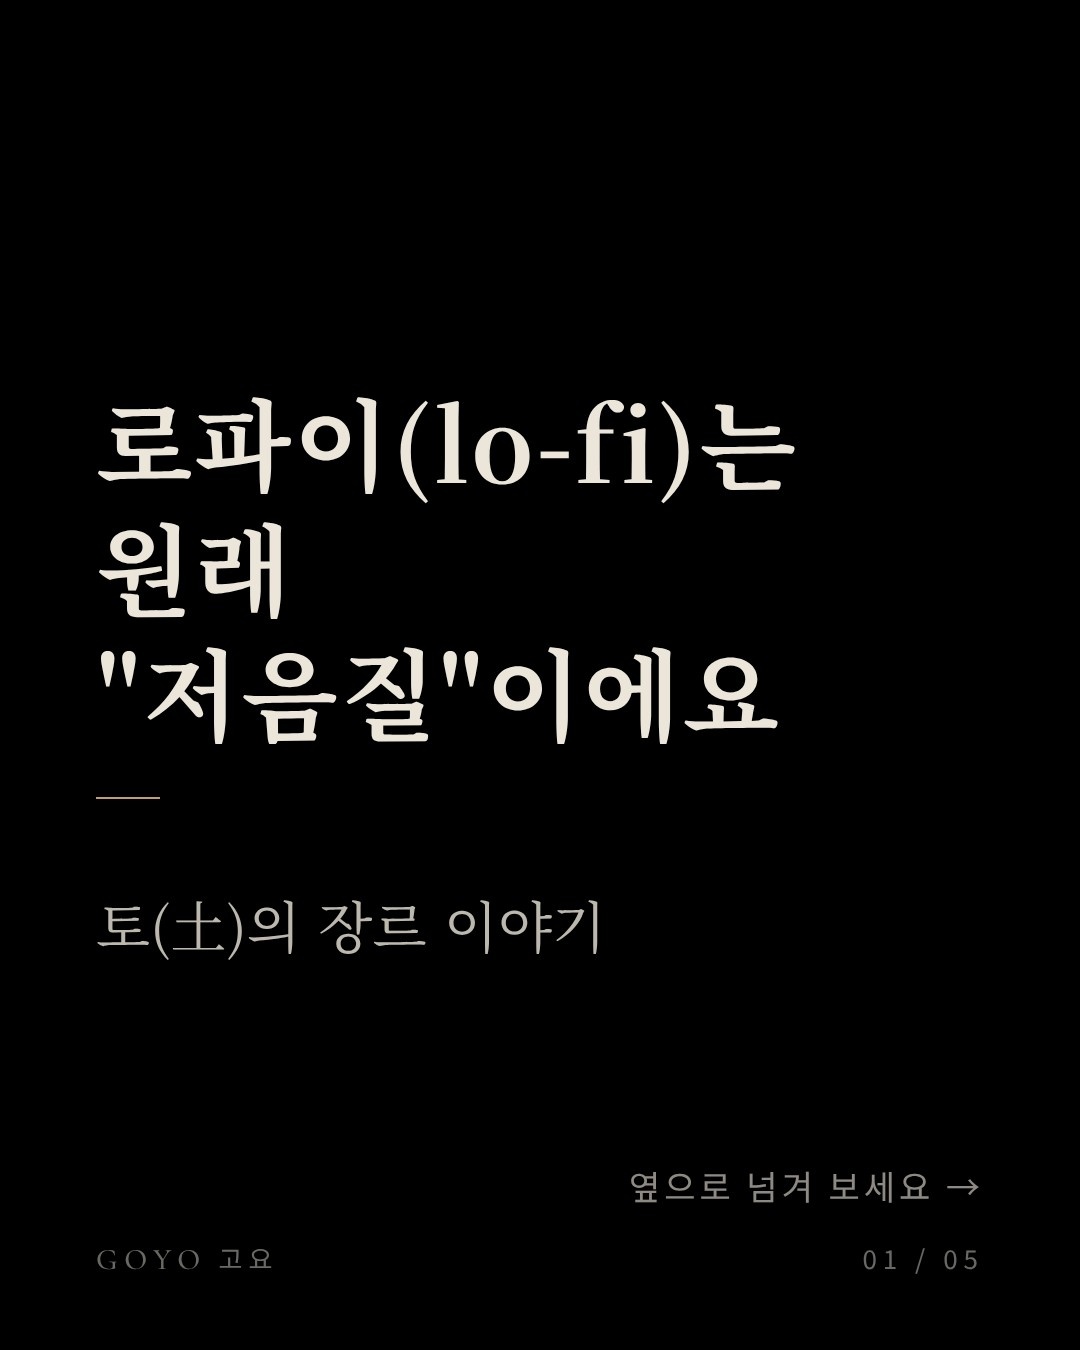 로파이(lo-fi)는
원래
"저음질"이에요
토(土)의 장르 이야기
옆으로 넘겨 보세요 →
GOYO 고요
01 / 05